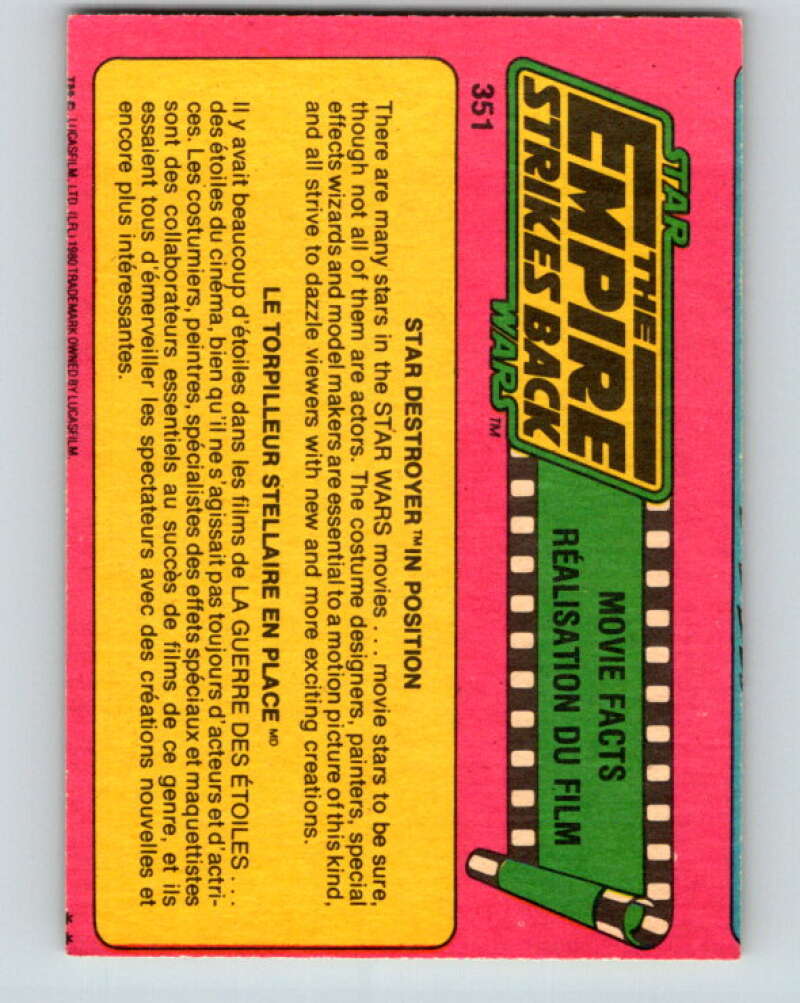 351
STAR
THE
EMPIRE
STRIKES BACK
WARS™
MOVIE FACTS
RÉALISATION DU FILM
STAR DESTROYER™ IN POSITION
There are many stars in the STAR WARS movies . . . movie stars to be sure,
though not all of them are actors. The costume designers, painters, special
effects wizards and model makers are essential to a motion picture of this kind,
and all strive to dazzle viewers with new and more exciting creations.
LE TORPILLEUR STELLAIRE EN PLACE MD
Il y avait beaucoup d'étoiles dans les films de LA GUERRE DES ÉTOILES . . .
des étoiles du cinéma, bien qu'il ne s'agissait pas toujours d'acteurs et d'actri-
ces. Les costumiers, peintres, spécialistes des effets spéciaux et maquettistes
sont des collaborateurs essentiels au succès de films de ce genre, et ils
essaient tous d'émerveiller les spectateurs avec des créations nouvelles et
encore plus intéressantes.
LUCASFILM, LTD. (LFL) 1980 TRADEMARK OWNED BY LUCASFILM.
* *